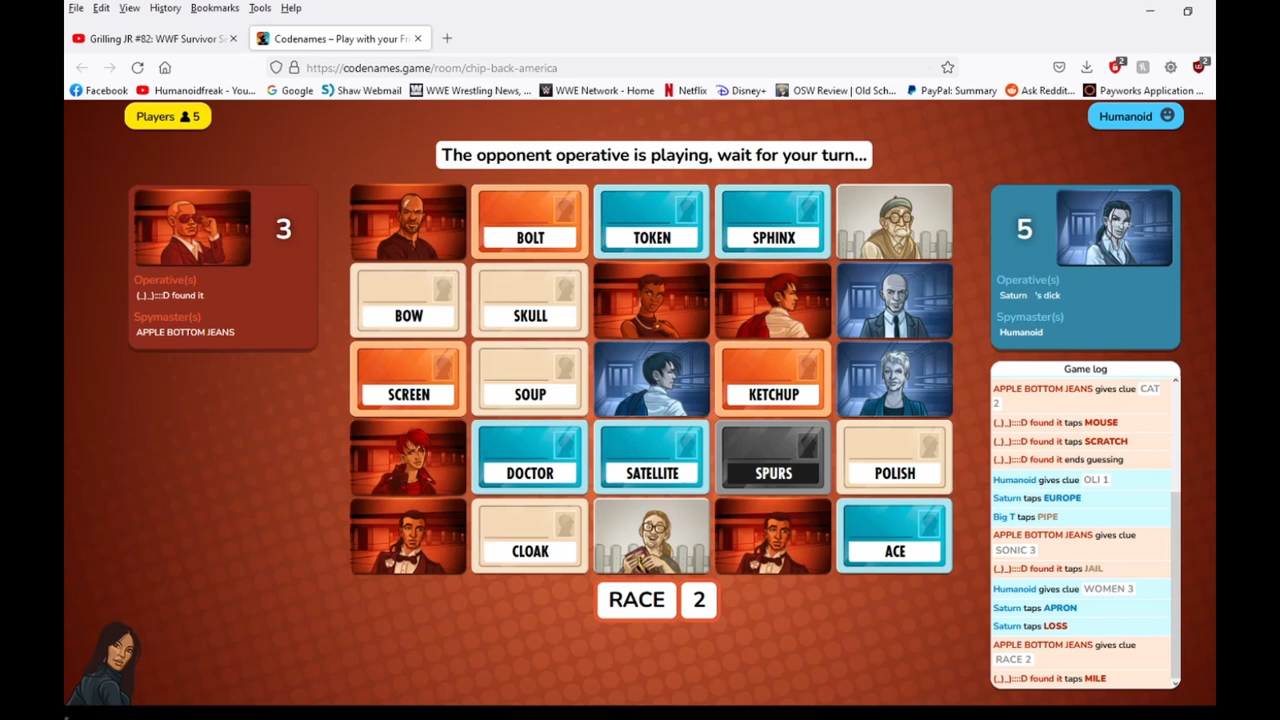 File Edit View History Bookmarks Tools Help
Grilling JR #82: WWF Survivor Se
Codenames – Play with your Fri
https://codenames.game/room/chip-back-america
2
2
Facebook
Humanoidfreak - You...
Google
Shaw Webmail
WWE Wrestling News, ...
WWE Network - Home
Netflix
Disney+
OSW Review | Old Sch...
PayPal: Summary
Ask Reddit...
Payworks Application ...
Players 5
Humanoid
The opponent operative is playing, wait for your turn...
3
Operative(s)
(_)_):::D found it
Spymaster(s)
APPLE BOTTOM JEANS
BOLT
TOKEN
SPHINX
BOW
SKULL
SCREEN
SOUP
KETCHUP
DOCTOR
SATELLITE
SPURS
POLISH
CLOAK
ACE
RACE 2
5
Operative(s)
Saturn 's dick
Spymaster(s)
Humanoid
Game log
APPLE BOTTOM JEANS gives clue CAT
2
(_)_)::::D found it taps MOUSE
(_)_)::::D found it taps SCRATCH
(_)_)::::D found it ends guessing
Humanoid gives clue OLI 1
Saturn taps EUROPE
Big T taps PIPE
APPLE BOTTOM JEANS gives clue
SONIC 3
(_)_)::::D found it taps JAIL
Humanoid gives clue WOMEN 3
Saturn taps APRON
Saturn taps LOSS
APPLE BOTTOM JEANS gives clue
RACE 2
(_)_)::::D found it taps MILE